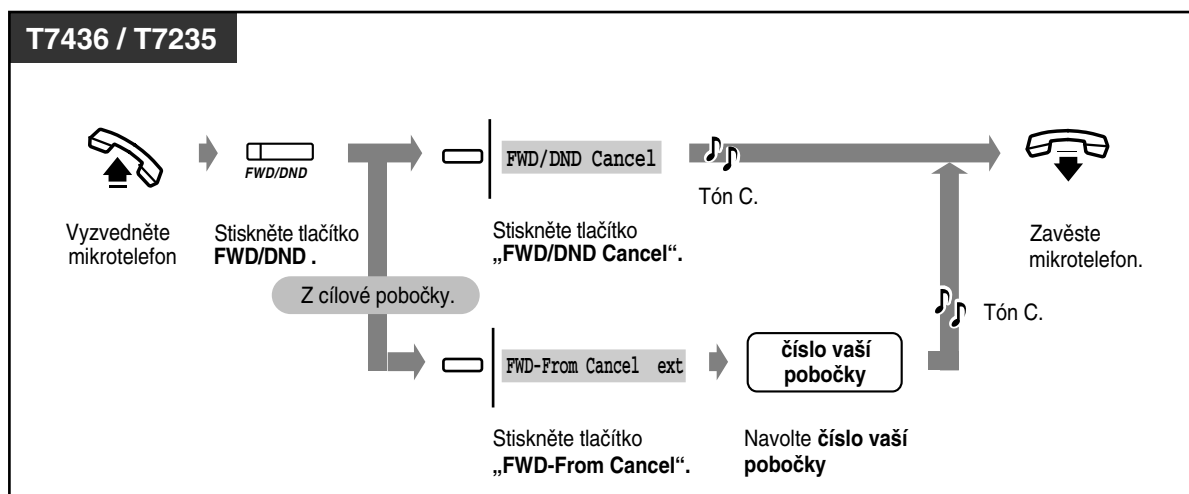 T7436 / T7235
FWD/DND
FWD/DND Cancel
Tón C.
Vyzvedněte
mikrotelefon
Stiskněte tlačítko
FWD/DND .
Stiskněte tlačítko
„FWD/DND Cancel“.
Zavěste
mikrotelefon.
Z cílové pobočky.
Tón C.
FWD-From Cancel ext
číslo vaší
pobočky
Stiskněte tlačítko
„FWD-From Cancel“.
Navolte číslo vaší
pobočky